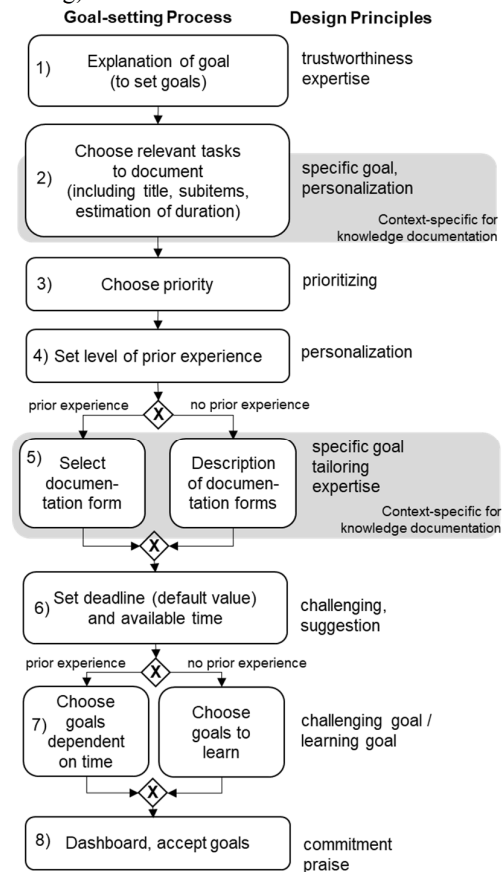 Goal-setting Process Design Principles
1) Explanation of goal
(to set goals)
trustworthiness
expertise
2) Choose relevant tasks
to document
(including title, subitems,
estimation of duration)
specific goal,
personalization
Context-specific for
knowledge documentation
3) Choose priority
prioritizing
4) Set level of prior experience
personalization
prior experience X no prior experience
5) Select
documen-
tation form
Description
of documen-
tation forms
specific goal
tailoring
expertise
Context-specific for
knowledge documentation
X
6) Set deadline (default value)
and available time
challenging,
suggestion
prior experience X no prior experience
7) Choose
goals
dependent
on time
Choose
goals to
learn
challenging goal /
learning goal
X
8) Dashboard, accept goals
commitment
praise